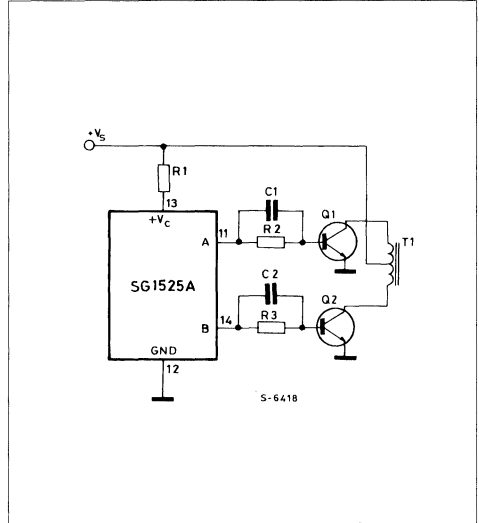 +Vs
R1
13
+Vc
C1
Q1
11
A
R2
T1
SG1525A
C2
Q2
14
B
R3
GND
12
S-6418